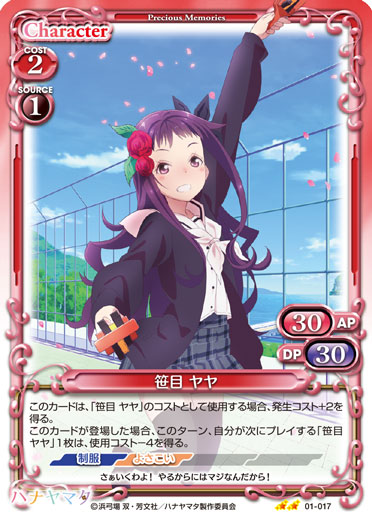 Precious Memories
Character
COST
2
SOURCE
1
30 AP
DP 30
笹目 ヤヤ
このカードは、「笹目 ヤヤ」のコストとして使用する場合、発生コスト+2を
得る。
このカードが登場した場合、このターン、自分が次にプレイする「笹目
ヤヤ」1枚は、使用コスト−4を得る。
制服 よさこい
さぁいくわよ! やるからにはマジなんだから!
ハナヤマタ
©浜弓場 双・芳文社/ハナヤマタ製作委員会
01-017